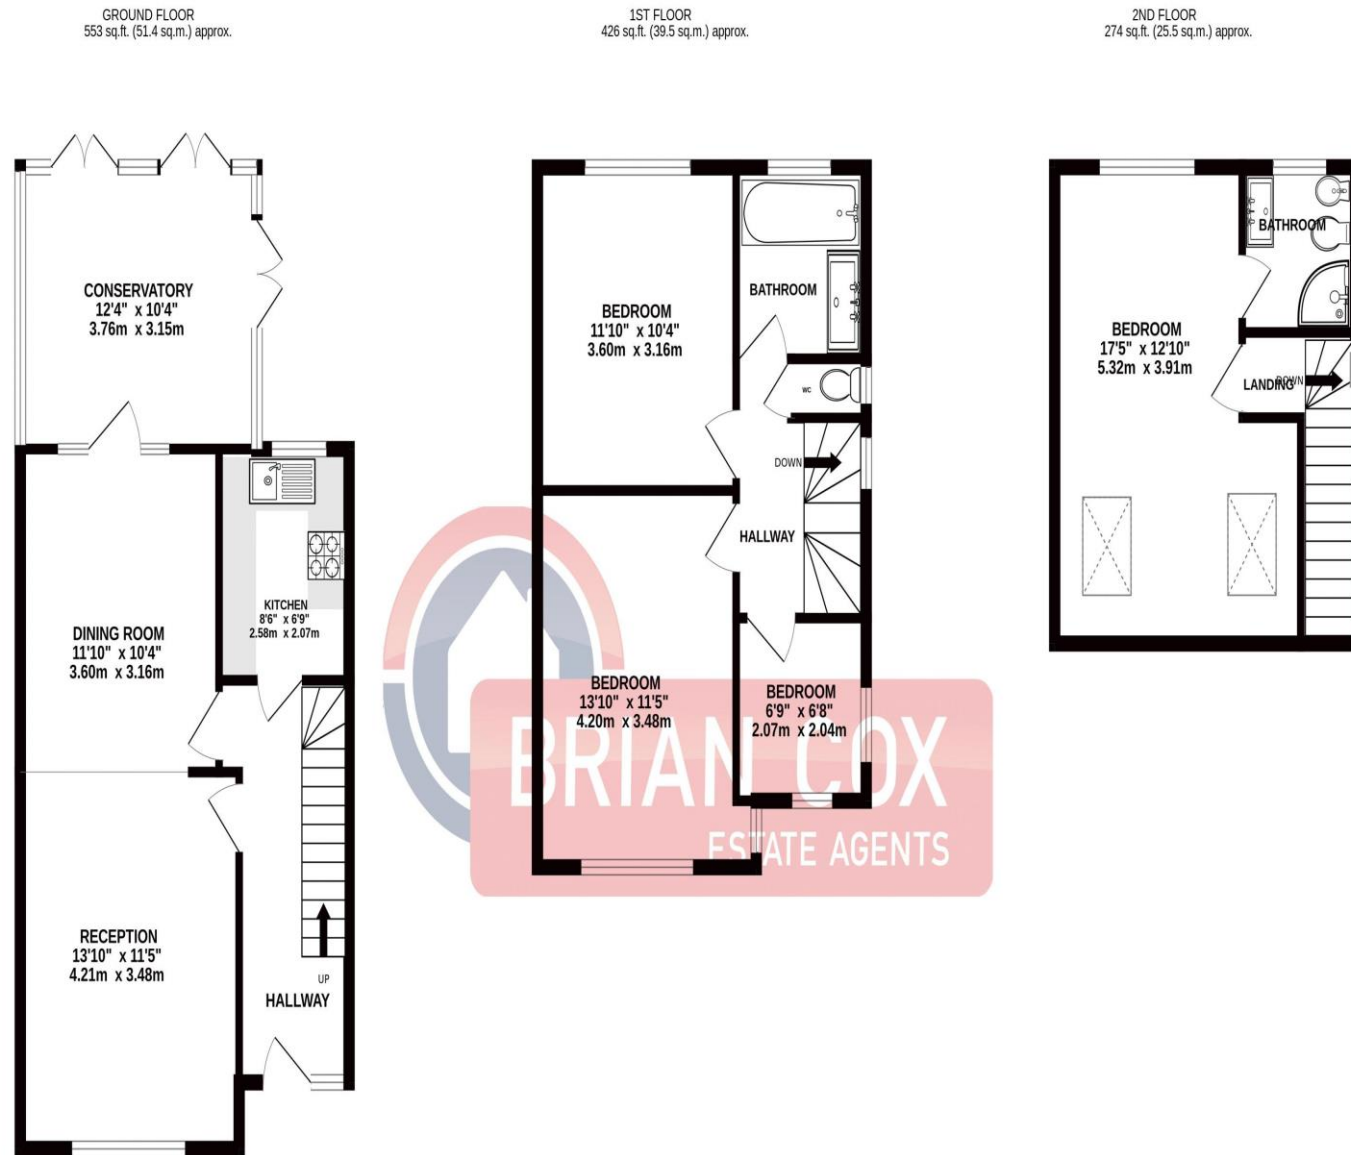 GROUND FLOOR
553 sq.ft. (51.4 sq.m.) approx.
1ST FLOOR
426 sq.ft. (39.5 sq.m.) approx.
2ND FLOOR
274 sq.ft. (25.5 sq.m.) approx.
CONSERVATORY
12'4" x 10'4"
3.76m x 3.15m
KITCHEN
8'6" x 6'9"
2.58m x 2.07m
DINING ROOM
11'10" x 10'4"
3.60m x 3.16m
RECEPTION
13'10" x 11'5"
4.21m x 3.48m
UP
HALLWAY
BEDROOM
11'10" x 10'4"
3.60m x 3.16m
BATHROOM
WC
DOWN
HALLWAY
BEDROOM
13'10" x 11'5"
4.20m x 3.48m
BEDROOM
6'9" x 6'8"
2.07m x 2.04m
BRIAN COX
ESTATE AGENTS
BATHROOM
BEDROOM
17'5" x 12'10"
5.32m x 3.91m
LANDING
DOWN